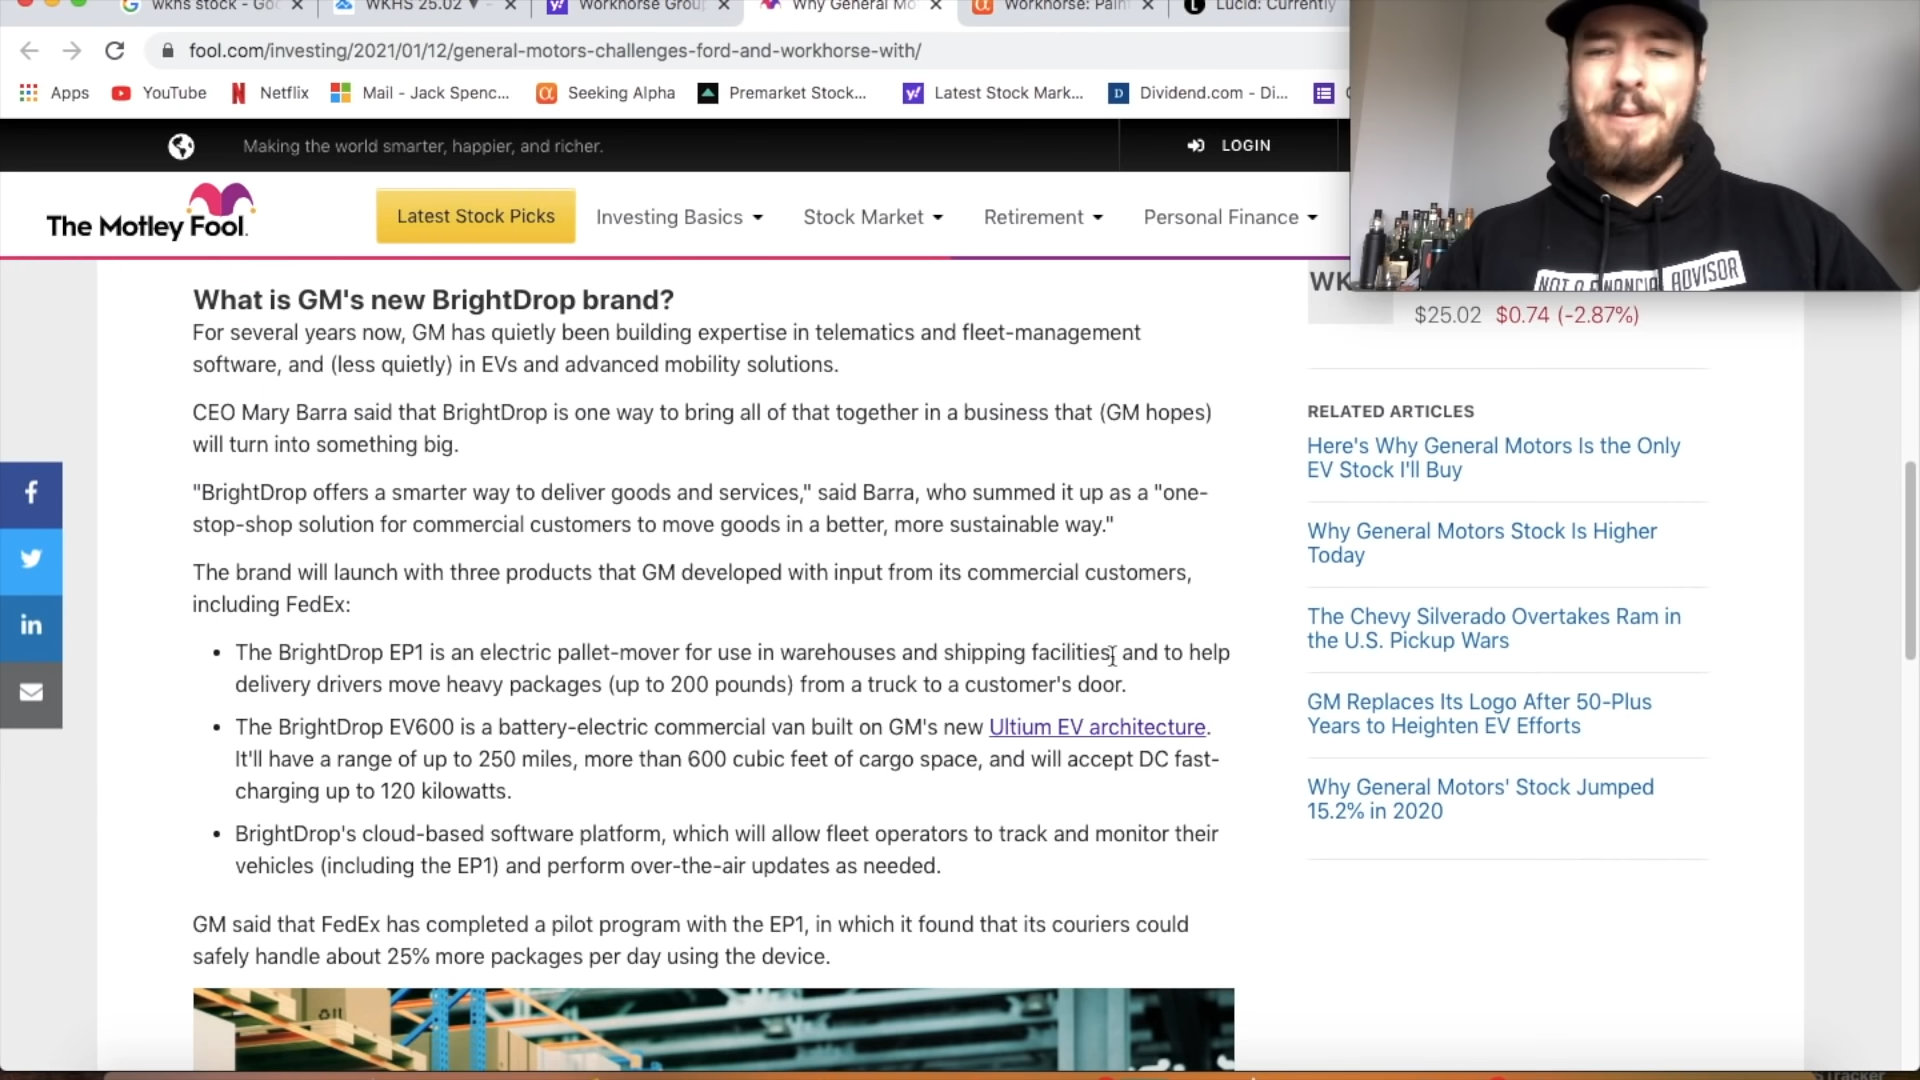 wkhs stock - Goo
WKHS 25.02 ▼ -
Workhorse Grou
Why General Mo
Workhorse: Pain
Lucid: Currently
fool.com/investing/2021/01/12/general-motors-challenges-ford-and-workhorse-with/
Apps YouTube Netflix Mail - Jack Spenc... Seeking Alpha Premarket Stock... Latest Stock Mark... Dividend.com - Di...
Making the world smarter, happier, and richer.
LOGIN
The Motley Fool.
Latest Stock Picks Investing Basics Stock Market Retirement Personal Finance
NOT A FINANCIAL ADVISOR
WK
$25.02 $0.74 (-2.87%)
What is GM's new BrightDrop brand?
For several years now, GM has quietly been building expertise in telematics and fleet-management
software, and (less quietly) in EVs and advanced mobility solutions.
CEO Mary Barra said that BrightDrop is one way to bring all of that together in a business that (GM hopes)
will turn into something big.
"BrightDrop offers a smarter way to deliver goods and services," said Barra, who summed it up as a "one-
stop-shop solution for commercial customers to move goods in a better, more sustainable way."
The brand will launch with three products that GM developed with input from its commercial customers,
including FedEx:
• The BrightDrop EP1 is an electric pallet-mover for use in warehouses and shipping facilities, and to help
delivery drivers move heavy packages (up to 200 pounds) from a truck to a customer's door.
• The BrightDrop EV600 is a battery-electric commercial van built on GM's new Ultium EV architecture.
It'll have a range of up to 250 miles, more than 600 cubic feet of cargo space, and will accept DC fast-
charging up to 120 kilowatts.
• BrightDrop's cloud-based software platform, which will allow fleet operators to track and monitor their
vehicles (including the EP1) and perform over-the-air updates as needed.
GM said that FedEx has completed a pilot program with the EP1, in which it found that its couriers could
safely handle about 25% more packages per day using the device.
RELATED ARTICLES
Here's Why General Motors Is the Only
EV Stock I'll Buy
Why General Motors Stock Is Higher
Today
The Chevy Silverado Overtakes Ram in
the U.S. Pickup Wars
GM Replaces Its Logo After 50-Plus
Years to Heighten EV Efforts
Why General Motors' Stock Jumped
15.2% in 2020